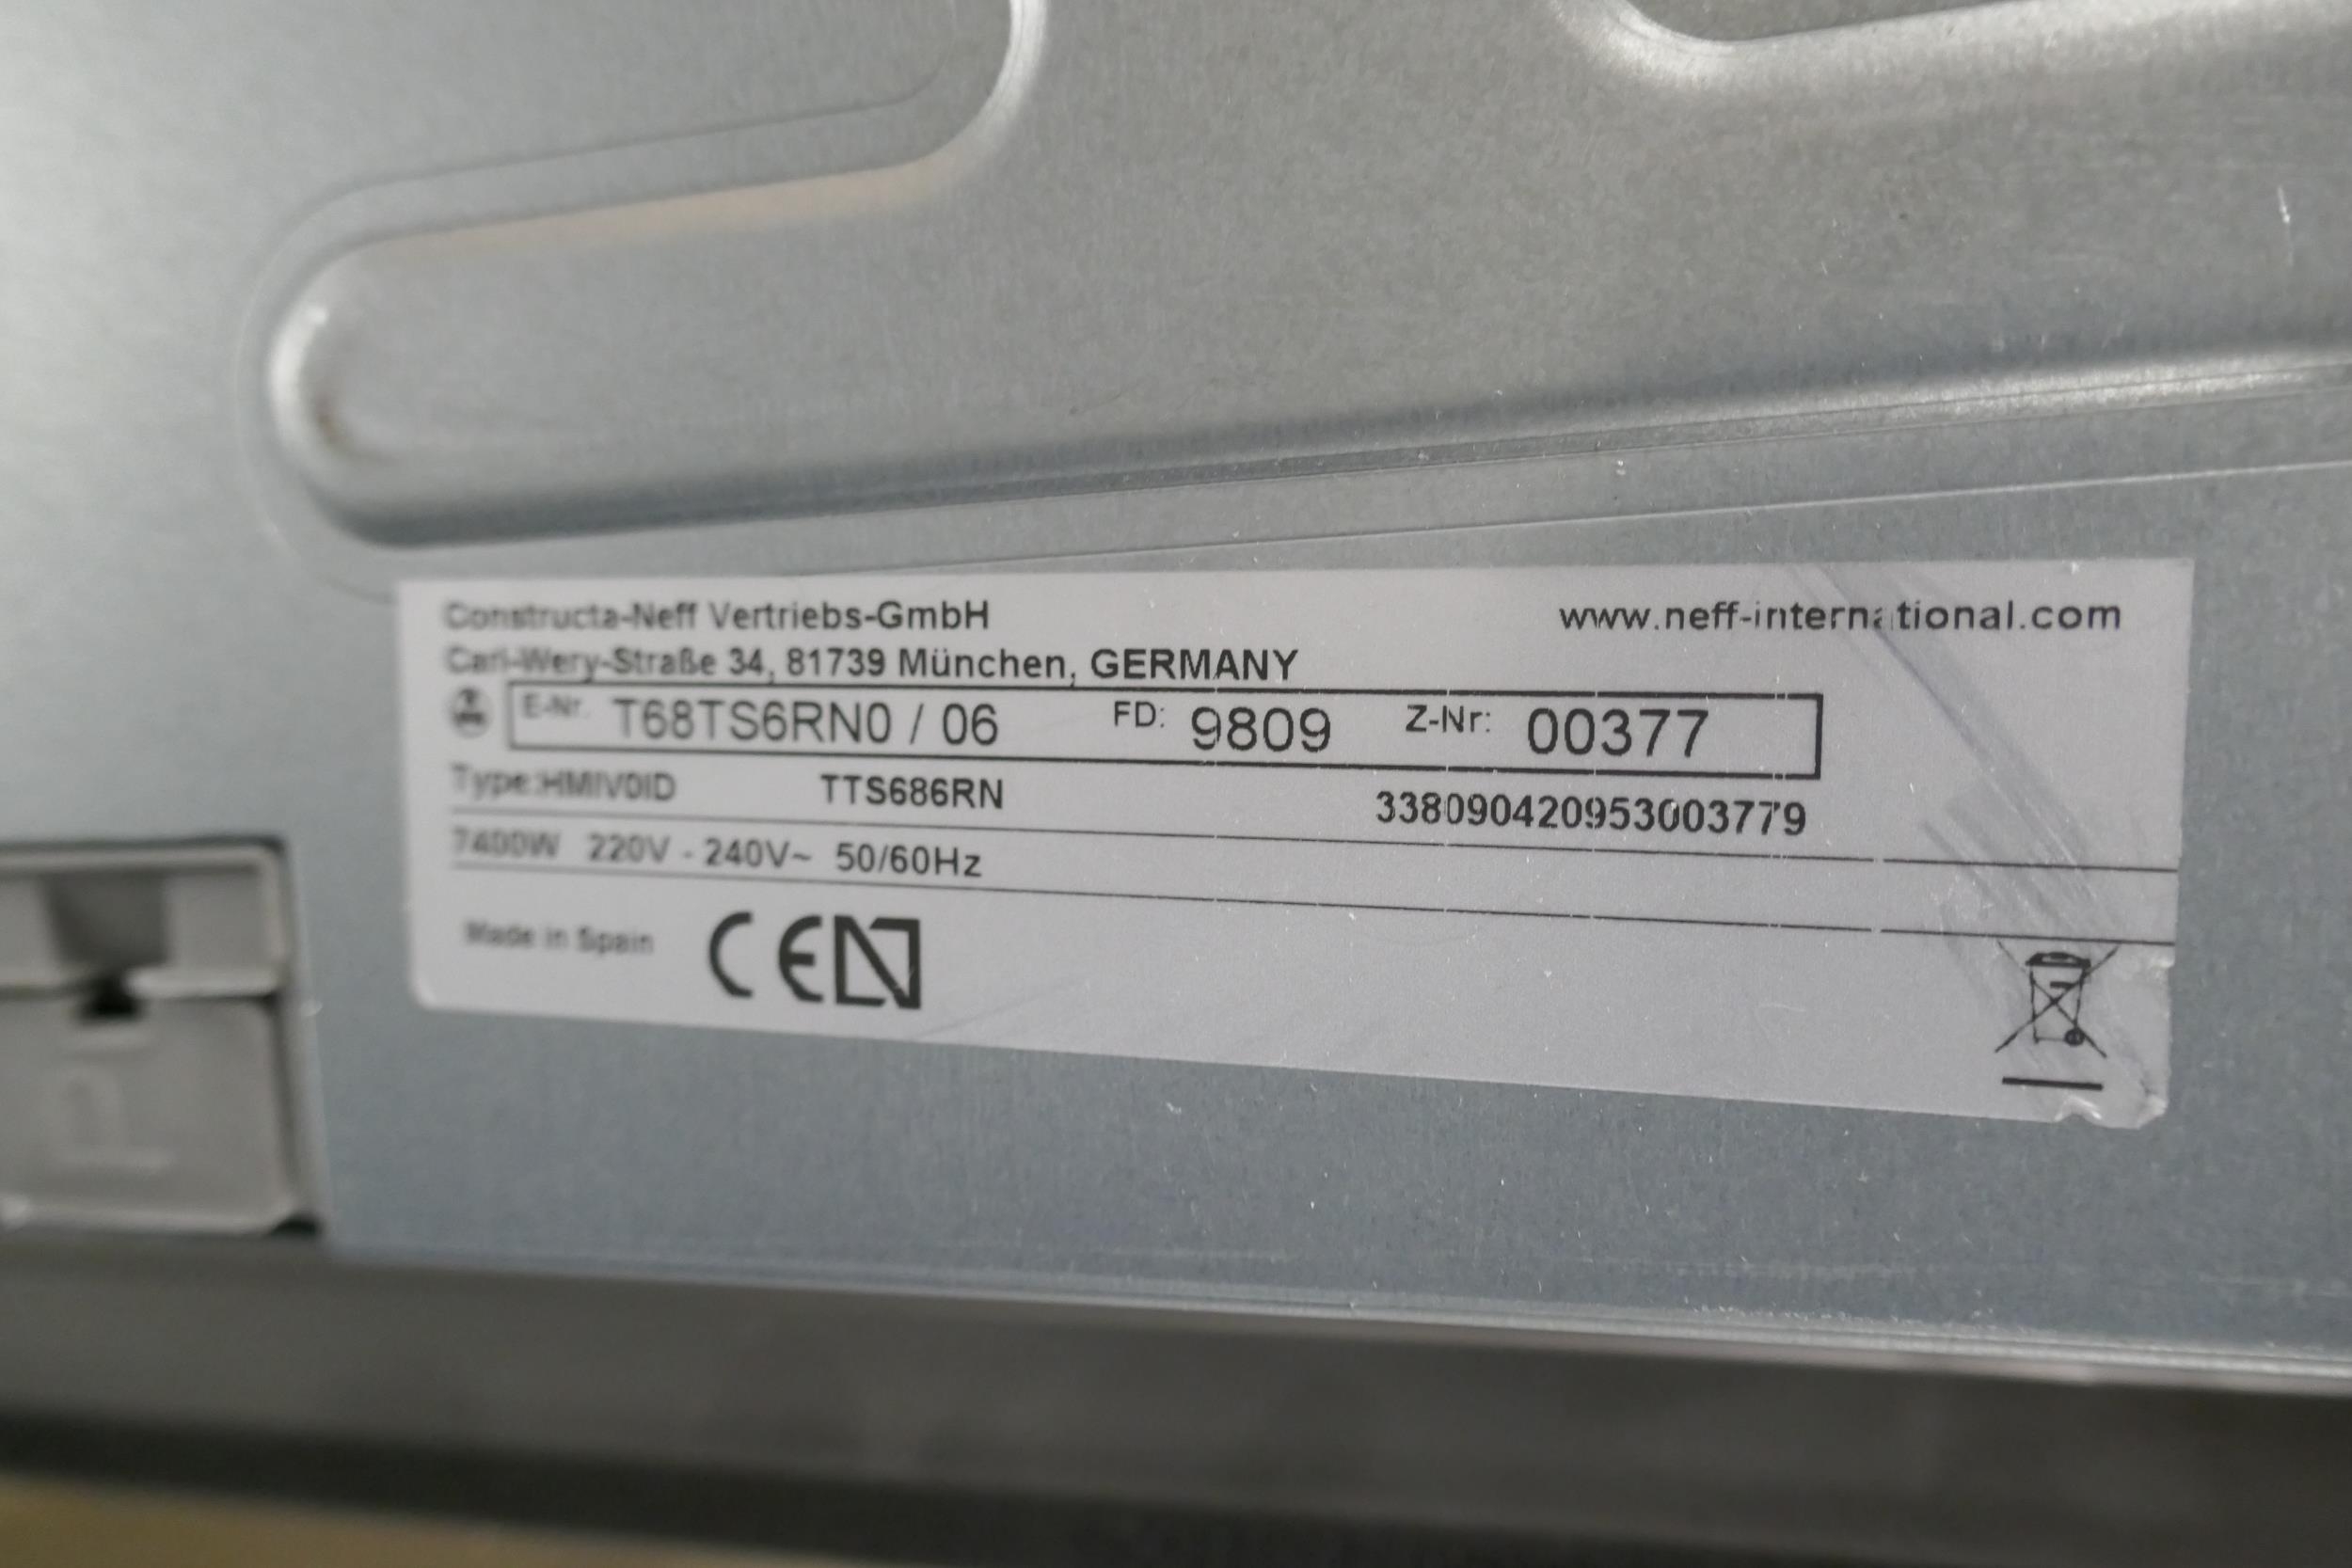 Constructa-Neff Vertriebs-GmbH
www.neff-international.com
Carl-Wery-Straße 34, 81739 München, GERMANY
E-Nr. T68TS6RN0 / 06 FD: 9809 Z-Nr: 00377
Type:HMIV0ID TTS686RN 338090420953003779
7400W 220V - 240V~ 50/60Hz
Made in Spain CE